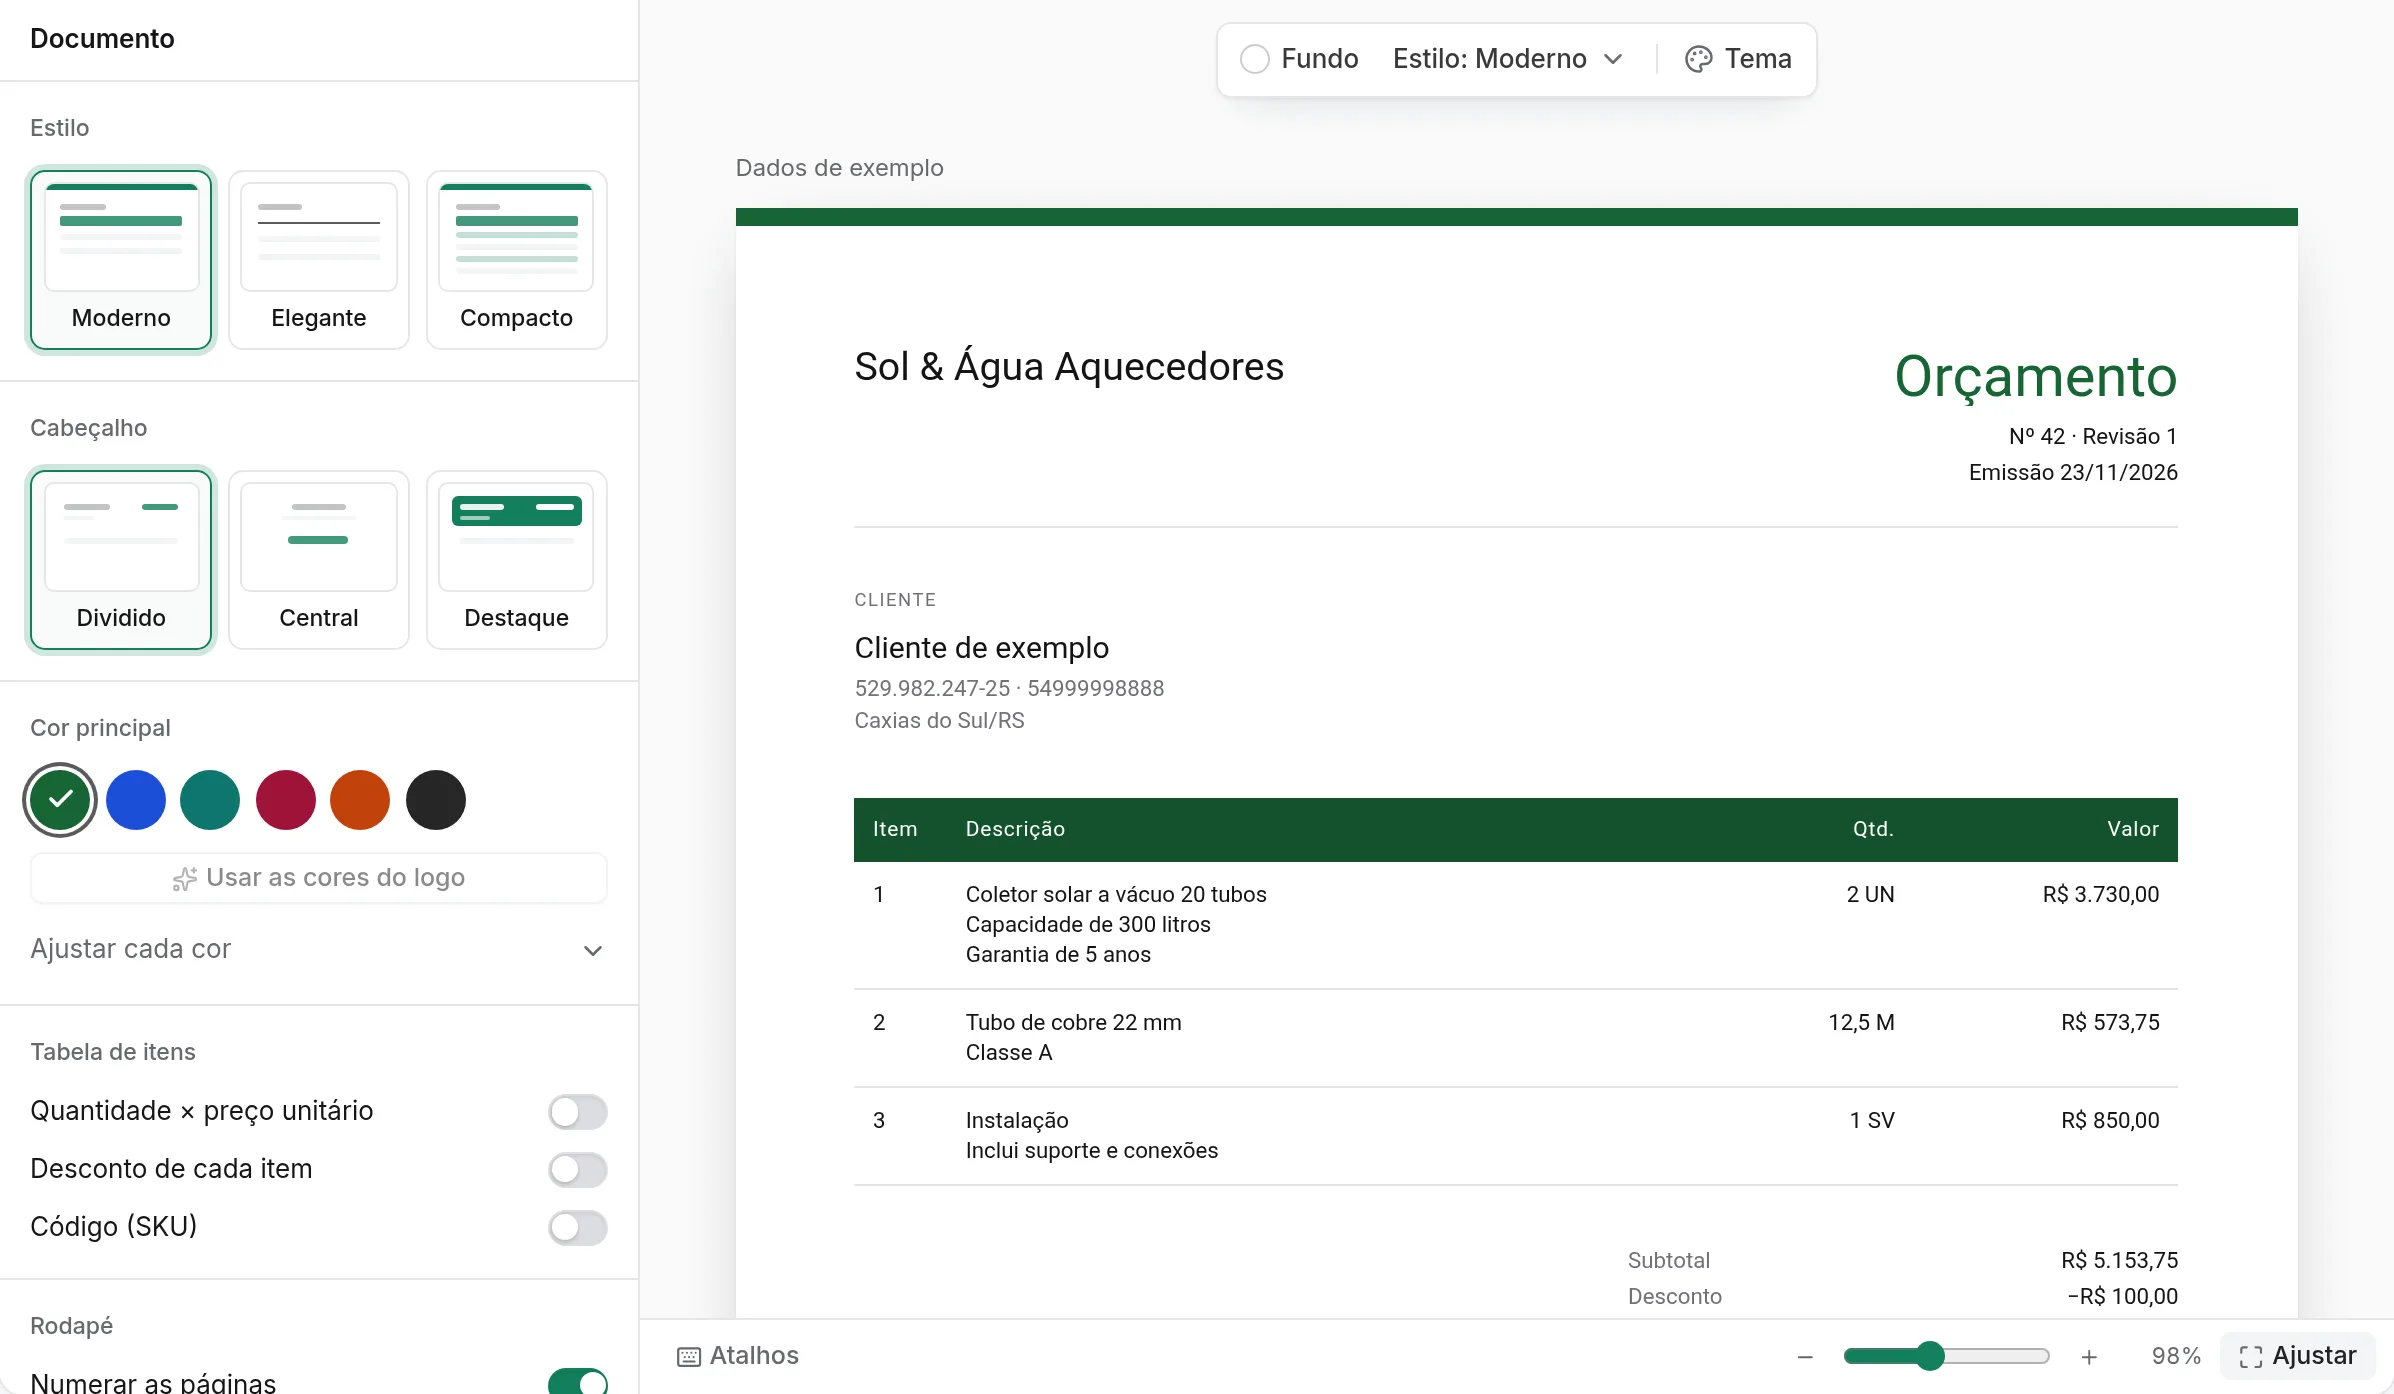 Documento
Estilo
Moderno
Elegante
Compacto
Cabeçalho
Dividido
Central
Destaque
Cor principal
Usar as cores do logo
Ajustar cada cor
Tabela de itens
Quantidade × preço unitário
Desconto de cada item
Código (SKU)
Rodapé
Numerar as páginas
Fundo
Estilo: Moderno
Tema
Dados de exemplo
Sol & Água Aquecedores
Orçamento
Nº 42 · Revisão 1
Emissão 23/11/2026
CLIENTE
Cliente de exemplo
529.982.247-25 · 54999998888
Caxias do Sul/RS
Item Descrição Qtd. Valor
1 Coletor solar a vácuo 20 tubos 2 UN R$ 3.730,00
Capacidade de 300 litros
Garantia de 5 anos
2 Tubo de cobre 22 mm 12,5 M R$ 573,75
Classe A
3 Instalação 1 SV R$ 850,00
Inclui suporte e conexões
Subtotal R$ 5.153,75
Desconto −R$ 100,00
Atalhos
98%
Ajustar